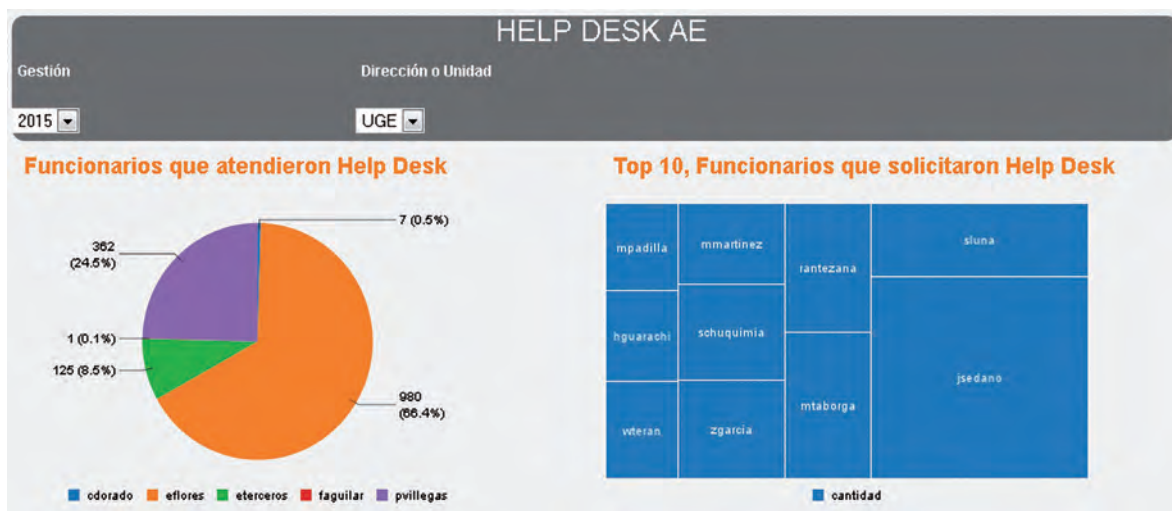 HELP DESK AE
Gestión
Dirección o Unidad
2015
UGE
Funcionarios que atendieron Help Desk
7 (0.5%)
362
(24.5%)
1 (0.1%)
125 (8.5%)
980
(66.4%)
cdorado eflores eterceros faguilar pvillegas
Top 10, Funcionarios que solicitaron Help Desk
mpadilla
mmartinez
rantezana
sluna
hguarachi
schuquimia
jsedano
wteran
zgarcia
mtaborga
cantidad